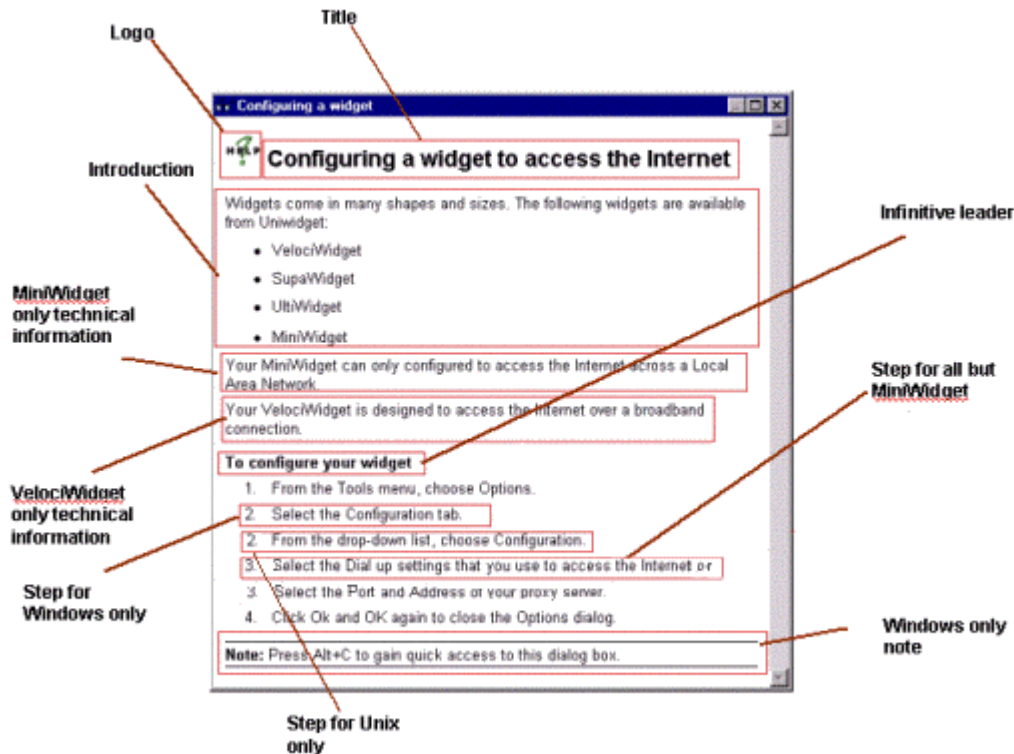 Title
Logo
Configuring a widget
HELP
Configuring a widget to access the Internet
Introduction
Widgets come in many shapes and sizes. The following widgets are available
from Uniwidget:
• VelociWidget
• SupaWidget
• UltiWidget
• MiniWidget
Infinitive leader
MiniWidget
only technical
information
Your MiniWidget can only configured to access the Internet across a Local
Area Network.
Step for all but
MiniWidget
Your VelociWidget is designed to access the Internet over a broadband
connection.
To configure your widget
VelociWidget
only technical
information
1. From the Tools menu, choose Options.
2. Select the Configuration tab.
2. From the drop-down list, choose Configuration.
3. Select the Dial up settings that you use to access the Internet or
3. Select the Port and Address of your proxy server.
4. Click Ok and OK again to close the Options dialog.
Step for
Windows only
Windows only
note
Note: Press Alt+C to gain quick access to this dialog box.
Step for Unix
only